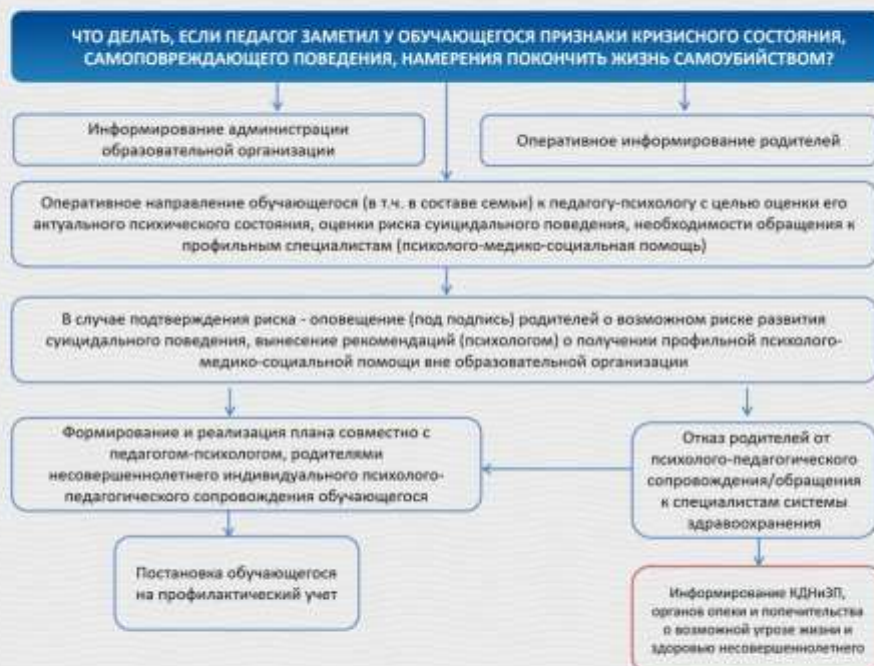 ЧТО ДЕЛАТЬ, ЕСЛИ ПЕДАГОГ ЗАМЕТИЛ У ОБУЧАЮЩЕГОСЯ ПРИЗНАКИ КРИЗИСНОГО СОСТОЯНИЯ,
САМОПОВРЕЖДАЮЩЕГО ПОВЕДЕНИЯ, НАМЕРЕНИЯ ПОКОНЧИТЬ ЖИЗНЬ САМОУБИЙСТВОМ?
Информирование администрации
образовательной организации
Оперативное информирование родителей
Оперативное направление обучающегося (в т.ч. в составе семьи) к педагогу-психологу с целью оценки его
актуального психического состояния, оценки риска суицидального поведения, необходимости обращения к
профильным специалистам (психолого-медико-социальная помощь)
В случае подтверждения риска - оповещение (под подпись) родителей о возможном риске развития
суицидального поведения, вынесение рекомендаций (психологом) о получении профильной психолого-
медико-социальной помощи вне образовательной организации
Формирование и реализация плана совместно с
педагогом-психологом, родителями
несовершеннолетнего индивидуального психолого-
педагогического сопровождения обучающегося
Отказ родителей от
психолого-педагогического
сопровождения/обращения
к специалистам системы
здравоохранения
Постановка обучающегося
на профилактический учет
Информирование КДНиЗП,
органов опеки и попечительства
о возможной угрозе жизни и
здоровью несовершеннолетнего